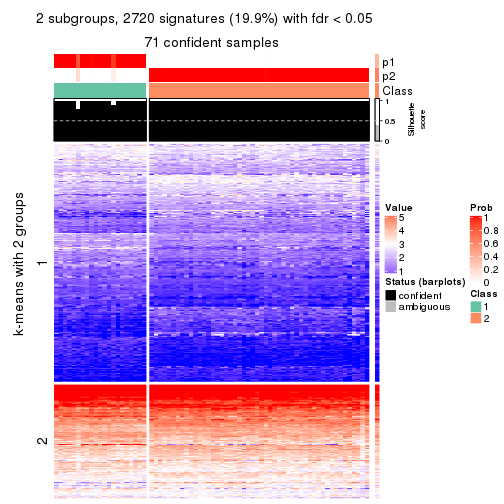 2 subgroups, 2720 signatures (19.9%) with fdr < 0.05
71 confident samples
p1
p2
Class
1
0.5
0
Silhouette
score
k-means with 2 groups
1
2
Value
5
4
3
2
1
Status (barplots)
confident
ambiguous
Prob
1
0.8
0.6
0.4
0.2
0
Class
1
2